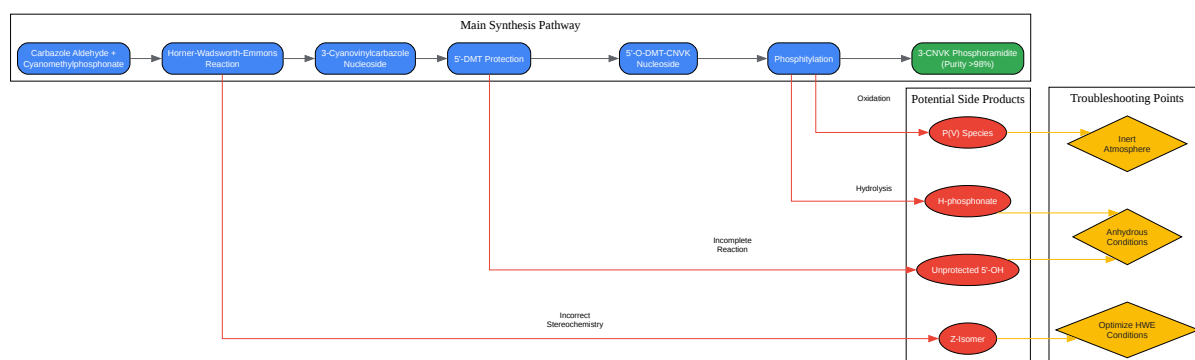 Main Synthesis Pathway
Carbazole Aldehyde +
Cyanomethylphosphonate
Horner-Wadsworth-Emmons
Reaction
3-Cyanovinylcarbazole
Nucleoside
5'-DMT Protection
5'-O-DMT-CNVK
Nucleoside
Phosphitylation
3-CNVK Phosphoramidite
(Purity >98%)
Oxidation
Potential Side Products
Troubleshooting Points
P(V) Species
Inert
Atmosphere
Hydrolysis
H-phosphonate
Anhydrous
Conditions
Incomplete
Reaction
Unprotected 5'-OH
Incorrect
Stereochemistry
Z-Isomer
Optimize HWE
Conditions